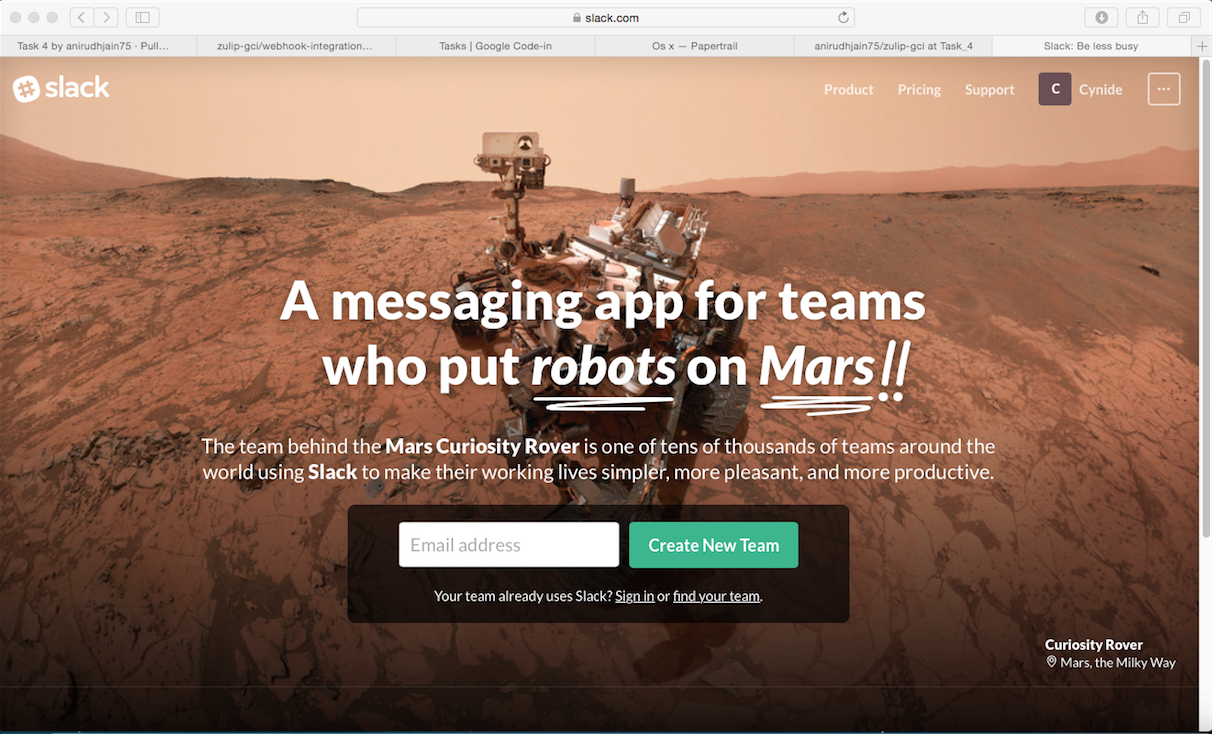 slack.com
Task 4 by anirudhjain75 · Pull...
zulip-gci/webhook-integration...
Tasks | Google Code-in
Os x — Papertrail
anirudhjain75/zulip-gci at Task_4
Slack: Be less busy
slack
Product
Pricing
Support
C
Cynide
A messaging app for teams
who put robots on Mars!!
The team behind the Mars Curiosity Rover is one of tens of thousands of teams around the
world using Slack to make their working lives simpler, more pleasant, and more productive.
Email address
Create New Team
Your team already uses Slack? Sign in or find your team.
Curiosity Rover
Mars, the Milky Way